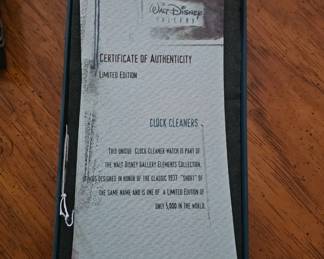 WALT DISNEY
GALLERY
CERTIFICATE OF AUTHENTICITY
LIMITED EDITION
CLOCK CLEANERS
THIS UNIQUE CLOCK CLEANER WATCH IS PART OF
THE WALT DISNEY GALLERY ELEMENTS COLLECTION.
DESIGNED IN HONOR OF THE CLASSIC 1937 "SHORT" OF
THE SAME NAME AND IS ONE OF A LIMITED EDITION OF
ONLY 5,000 IN THE WORLD.